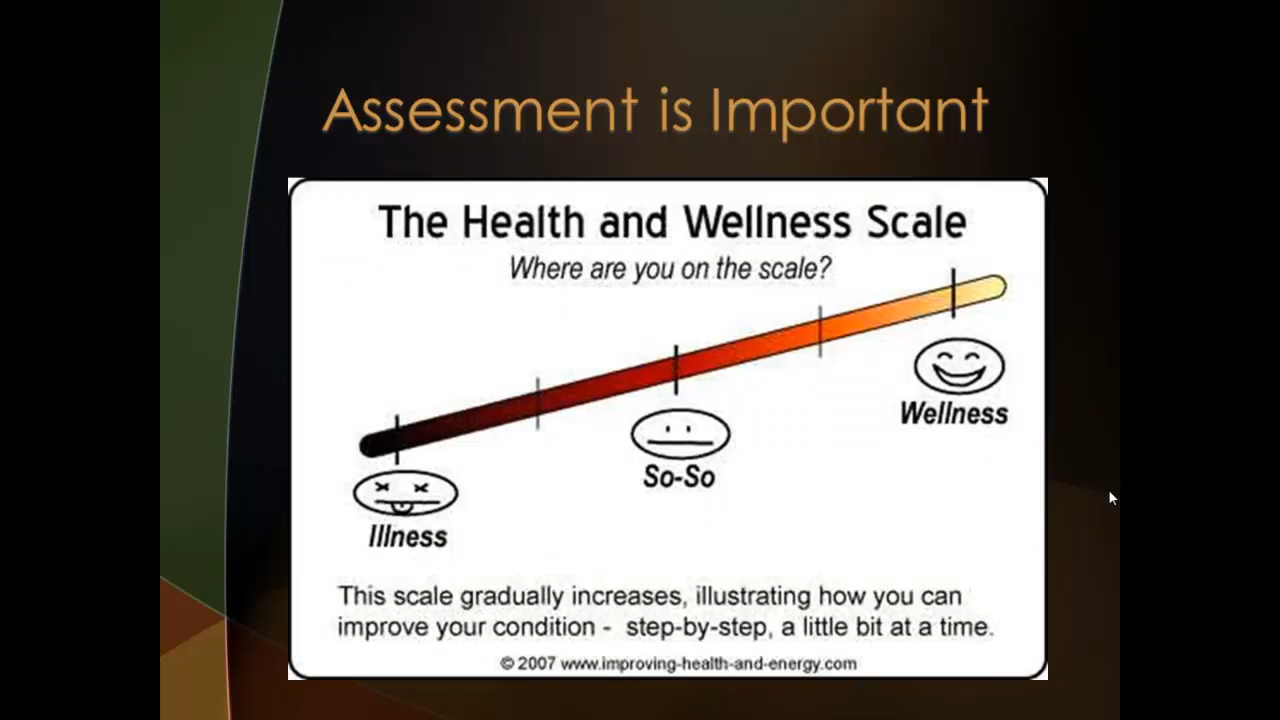 Assessment is Important
The Health and Wellness Scale
Where are you on the scale?
Wellness
So-So
Illness
This scale gradually increases, illustrating how you can
improve your condition - step-by-step, a little bit at a time.
© 2007 www.improving-health-and-energy.com